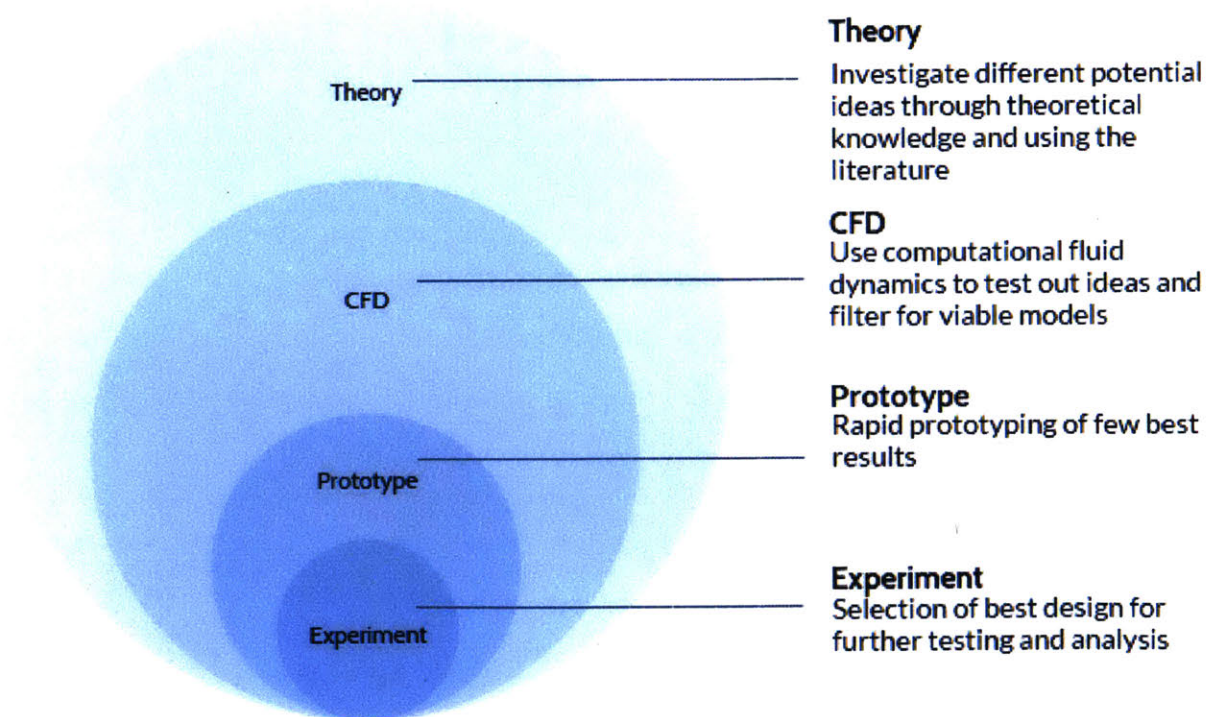 Theory
CFD
Prototype
Experiment
Theory
Investigate different potential
ideas through theoretical
knowledge and using the
literature
CFD
Use computational fluid
dynamics to test out ideas and
filter for viable models
Prototype
Rapid prototyping of few best
results
Experiment
Selection of best design for
further testing and analysis